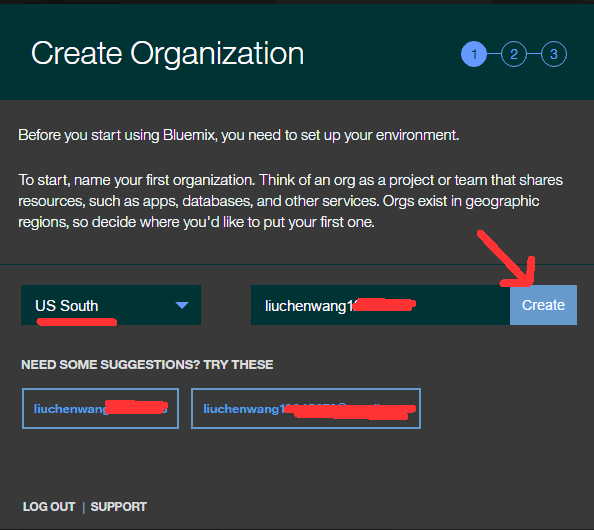 Create Organization
1 2 3
Before you start using Bluemix, you need to set up your environment.
To start, name your first organization. Think of an org as a project or team that shares
resources, such as apps, databases, and other services. Orgs exist in geographic
regions, so decide where you'd like to put your first one.
US South
liuchenwang1
Create
NEED SOME SUGGESTIONS? TRY THESE
liuchenwang
liuchenwang1
LOG OUT | SUPPORT